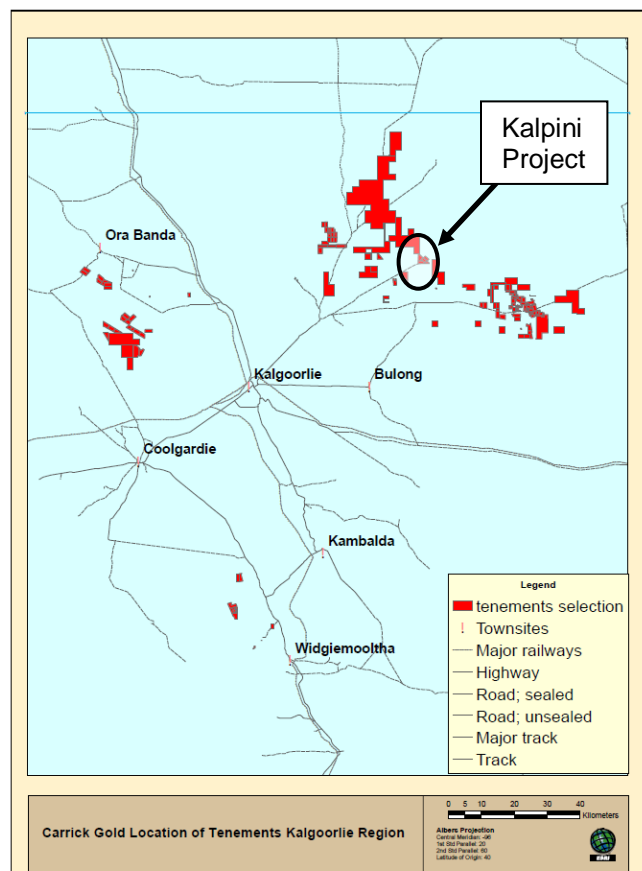 Kalpini
Project
Ora Banda
Kalgoorlie
Bulong
Coolgardie
Kambalda
Widgiemooltha
Legend
tenements selection
Townsites
Major railways
Highway
Road; sealed
Road; unsealed
Major track
Track
Carrick Gold Location of Tenements Kalgoorlie Region
0 5 10 20 30 40
Kilometers
Albers Projection
Central Meridian: -96
1st Std Parallel: 20
2nd Std Parallel: 60
Latitude of Origin: 40